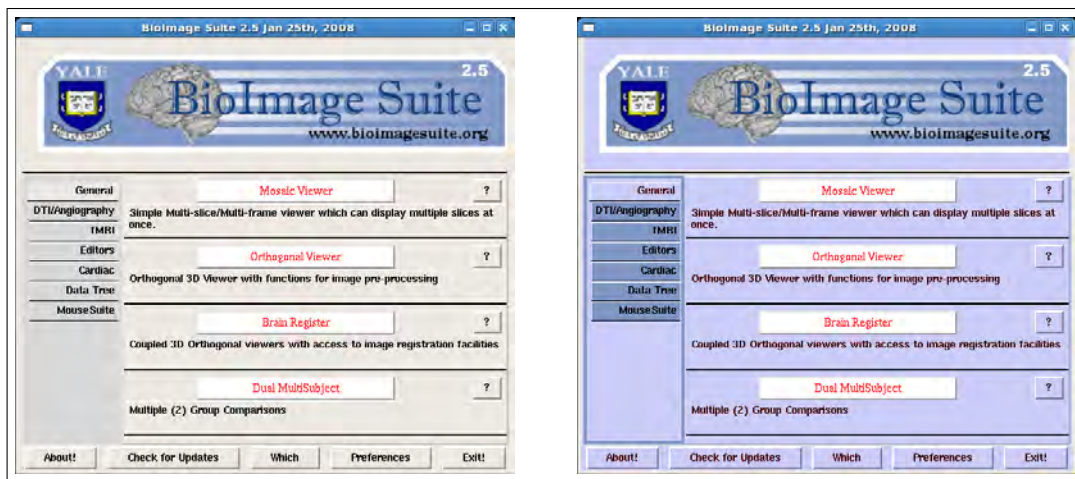 BioImage Suite 2.5 Jan 25th, 2008
YALE
2.5
BioImage Suite
www.bioimagesuite.org
General
DTI/Angiography
fMRI
Editors
Cardiac
Data Tree
MouseSuite
Mosaic Viewer
?
Simple Multi-slice/Multi-frame viewer which can display multiple slices at
once.
Orthogonal Viewer
?
Orthogonal 3D Viewer with functions for image pre-processing
Brain Register
?
Coupled 3D Orthogonal viewers with access to image registration facilities
Dual MultiSubject
?
Multiple (2) Group Comparisons
About!
Check for Updates
Which
Preferences
Exit!
BioImage Suite 2.5 Jan 25th, 2008
YALE
2.5
BioImage Suite
www.bioimagesuite.org
General
DTI/Angiography
fMRI
Editors
Cardiac
Data Tree
MouseSuite
Mosaic Viewer
?
Simple Multi-slice/Multi-frame viewer which can display multiple slices at
once.
Orthogonal Viewer
?
Orthogonal 3D Viewer with functions for image pre-processing
Brain Register
?
Coupled 3D Orthogonal viewers with access to image registration facilities
Dual MultiSubject
?
Multiple (2) Group Comparisons
About!
Check for Updates
Which
Preferences
Exit!